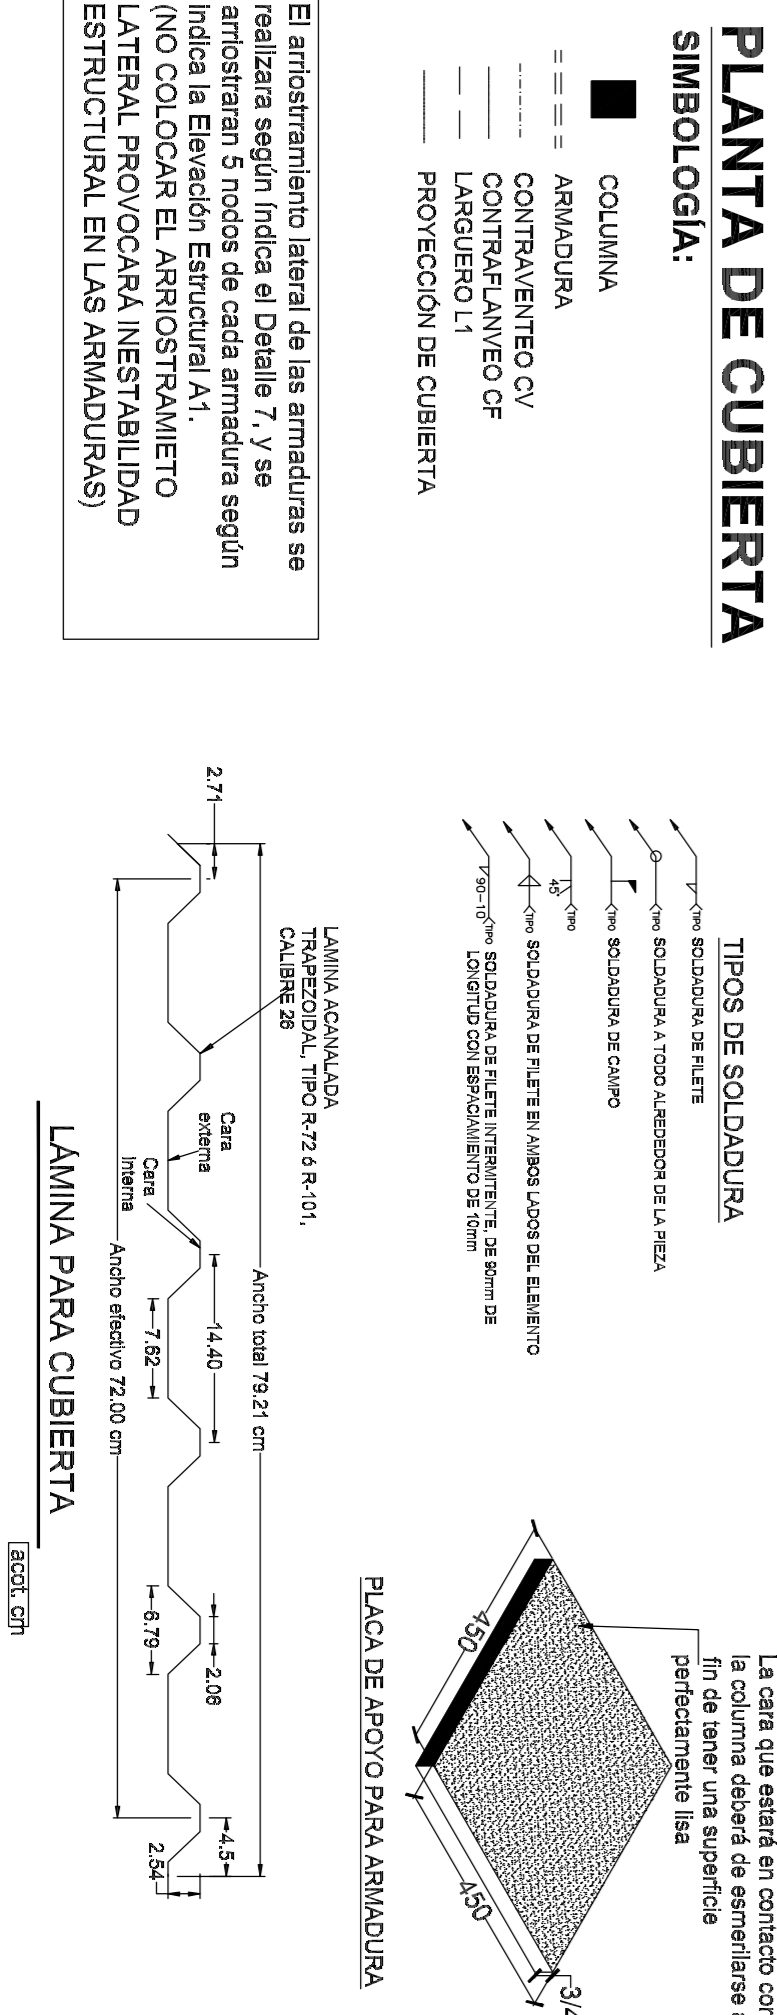 PLANTA DE CUBIERTA
SIMBOLOGÍA:
COLUMNA
ARMADURA
CONTRAVENTEO CV
CONTRAFLANVEO CF
LARGUERO L1
PROYECCIÓN DE CUBIERTA
El arriostrramiento lateral de las armaduras se
realizara según índica el Detalle 7, y se
arriostraran 5 nodos de cada armadura según
indica la Elevación Estructural A1.
(NO COLOCAR EL ARRIOSTRAMIETO
LATERAL PROVOCARÁ INESTABILIDAD
ESTRUCTURAL EN LAS ARMADURAS)
TIPOS DE SOLDADURA
TIPO SOLDADURA DE FILETE
TIPO SOLDADURA A TODO ALREDEDOR DE LA PIEZA
TIPO SOLDADURA DE CAMPO
45° TIPO
TIPO SOLDADURA DE FILETE EN AMBOS LADOS DEL ELEMENTO
90-10 TIPO SOLDADURA DE FILETE INTERMITENTE, DE 90mm DE
LONGITUD CON ESPACIAMIENTO DE 10mm
La cara que estará en contacto con
la columna deberá de esmerilarse
fin de tener una superficie
perfectamente lisa
450
450
3/4
PLACA DE APOYO PARA ARMADURA
LAMINA ACANALADA
TRAPEZOIDAL, TIPO R-72 ó R-101,
CALIBRE 26
Ancho total 79.21 cm
2.71
14.40
2.06
4.5
Cara
externa
Cara
interna
7.62
6.79
2.54
Ancho efectivo 72.00 cm
LÁMINA PARA CUBIERTA
acot. cm